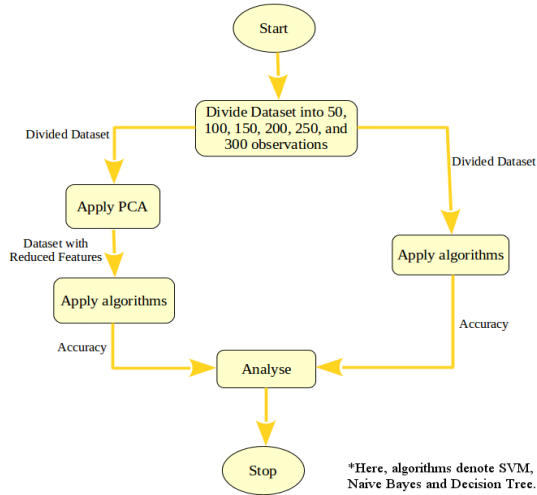 Start
Divide Dataset into 50,
100, 150, 200, 250, and
300 observations
Divided Dataset
Divided Dataset
Apply PCA
Dataset with
Reduced Features
Apply algorithms
Apply algorithms
Accuracy
Accuracy
Analyse
Stop
*Here, algorithms denote SVM,
Naive Bayes and Decision Tree.